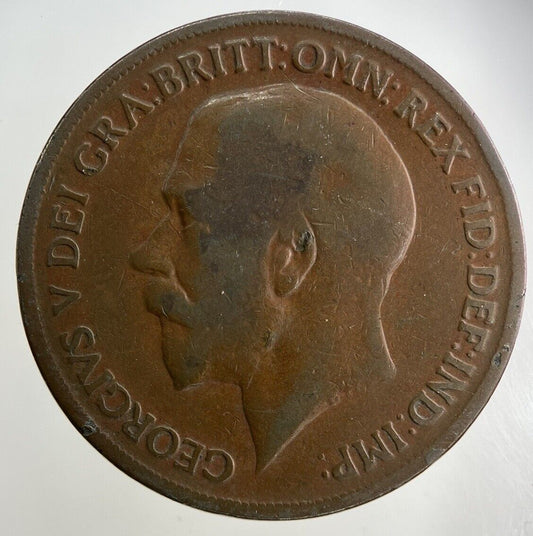 GEORGIVS V DEI GRA: BRITT: OMN: REX FID: DEF: IND: IMP: